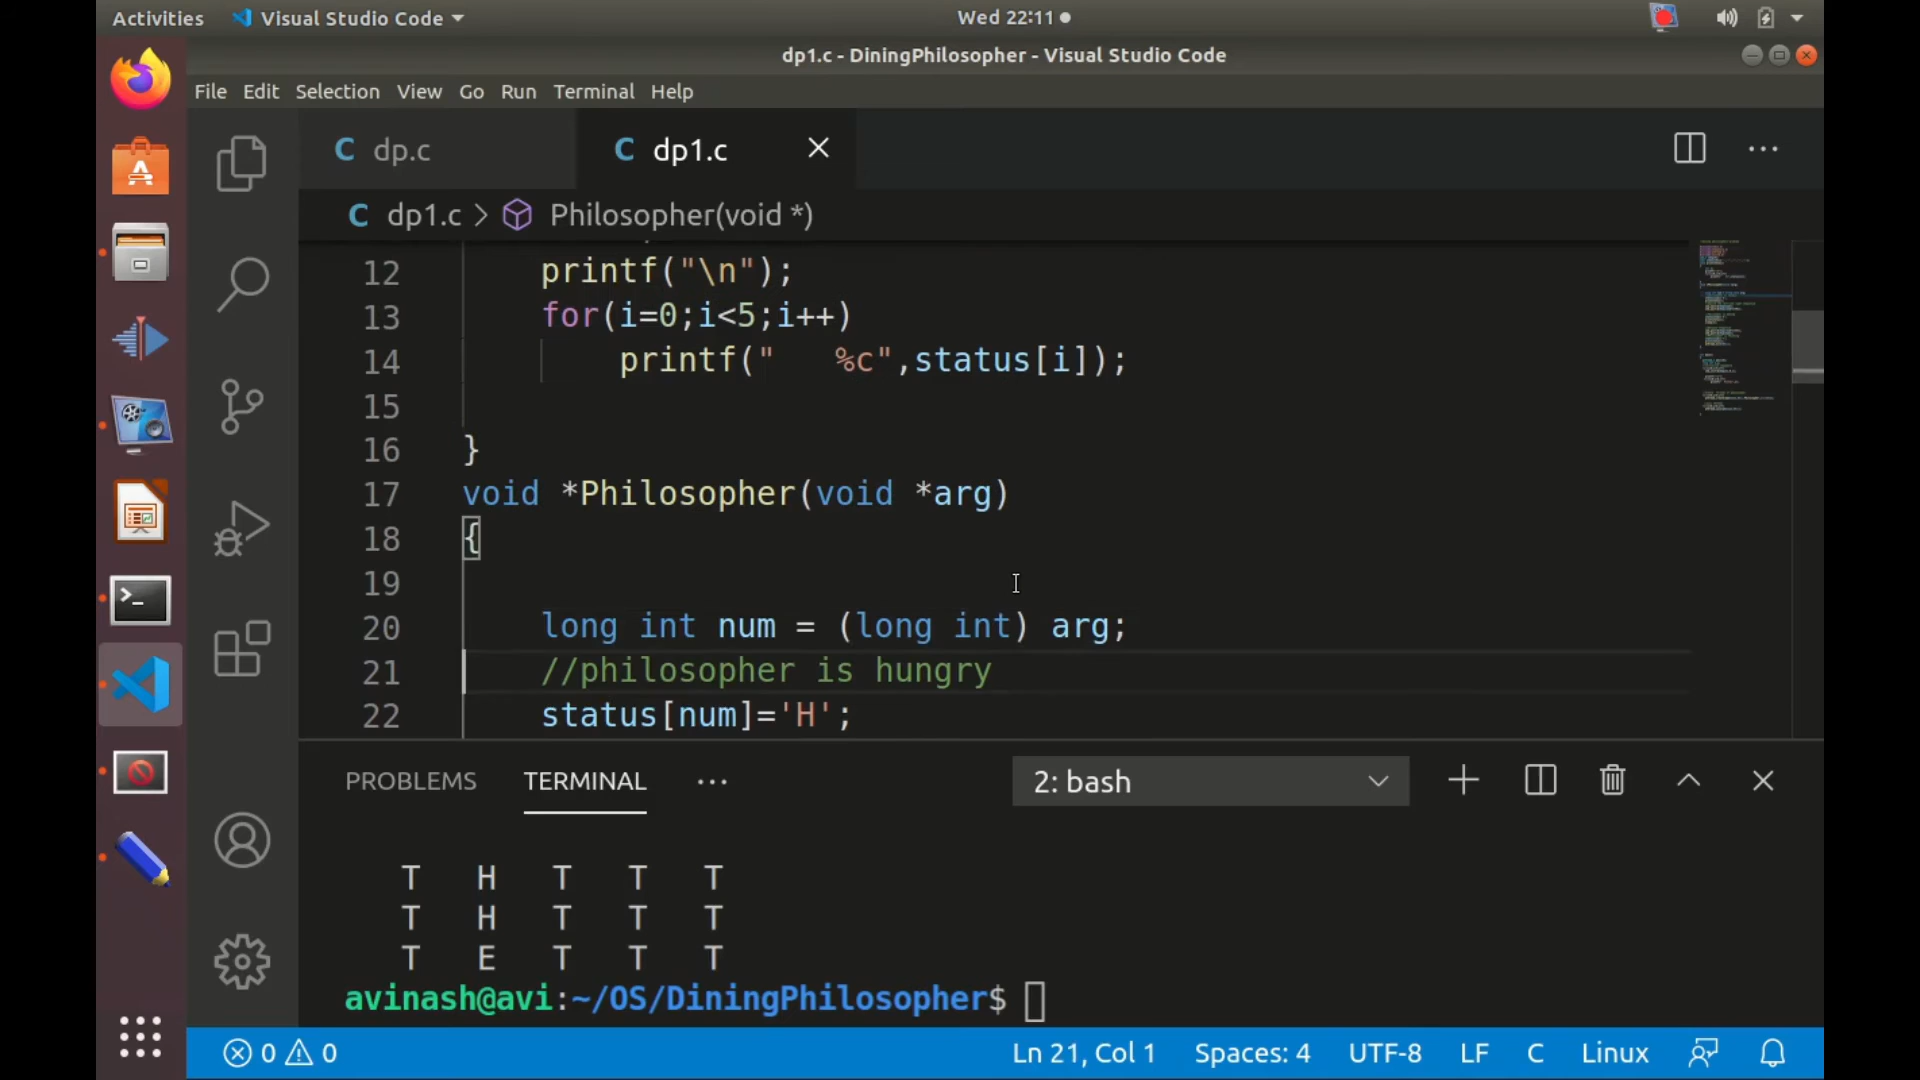 Activities Visual Studio Code Wed 22:11
dp1.c - DiningPhilosopher - Visual Studio Code
File Edit Selection View Go Run Terminal Help
C dp.c C dp1.c
C dp1.c > Philosopher(void *)
12 printf("\n");
13 for(i=0;i<5;i++)
14 printf("   %c",status[i]);
15
16 }
17 void *Philosopher(void *arg)
18 {
19
20 long int num = (long int) arg;
21 //philosopher is hungry
22 status[num]='H';
PROBLEMS TERMINAL ... 2: bash
T H T T T
T H T T T
T E T T T
avinash@avi:~/OS/DiningPhilosopher$
0 0 Ln 21, Col 1 Spaces: 4 UTF-8 LF C Linux